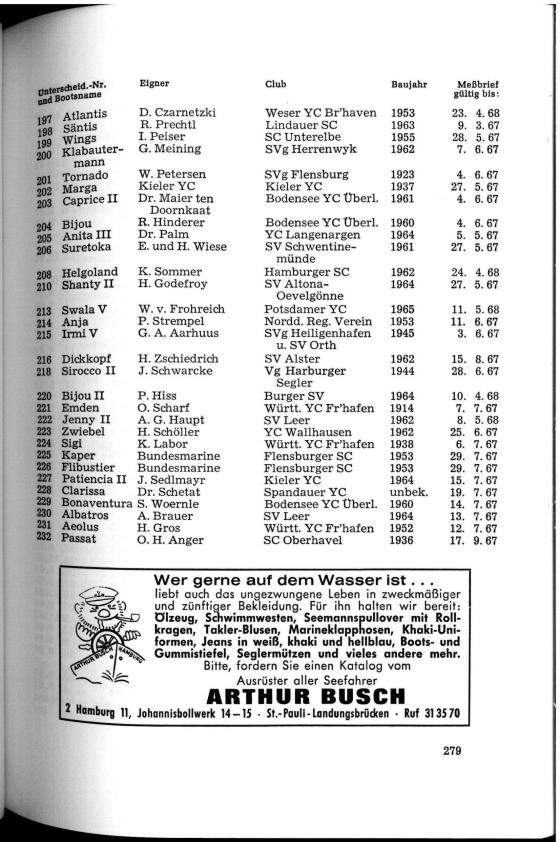 Unterscheid.-Nr. Eigner Club Baujahr Meßbrief
und Bootsname gültig bis:
197 Atlantis D. Czarnetzki Weser YC Br'haven 1953 23. 4. 68
198 Säntis R. Prechtl Lindauer SC 1963 9. 3. 67
199 Wings I. Peiser SC Unterelbe 1955 28. 5. 67
200 Klabauter- G. Meining SVg Herrenwyk 1962 7. 6. 67
mann
201 Tornado W. Petersen SVg Flensburg 1923 4. 6. 67
202 Marga Kieler YC Kieler YC 1937 27. 5. 67
203 Caprice II Dr. Maier ten Bodensee YC Überl. 1961 4. 6. 67
Doornkaat
204 Bijou R. Hinderer Bodensee YC Überl. 1960 4. 6. 67
205 Anita III Dr. Palm YC Langenargen 1964 5. 5. 67
206 Suretoka E. und H. Wiese SV Schwentine- 1961 27. 5. 67
münde
208 Helgoland K. Sommer Hamburger SC 1962 24. 4. 68
210 Shanty II H. Godefroy SV Altona- 1964 27. 5. 67
Oevelgönne
213 Swala V W. v. Frohreich Potsdamer YC 1965 11. 5. 68
214 Anja P. Strempel Nordd. Reg. Verein 1953 11. 6. 67
215 Irmi V G. A. Aarhuus SVg Heiligenhafen 1945 3. 6. 67
u. SV Orth
216 Dickkopf H. Zschiedrich SV Alster 1962 15. 8. 67
218 Sirocco II J. Schwarcke Vg Harburger 1944 28. 6. 67
Segler
220 Bijou II P. Hiss Burger SV 1964 10. 4. 68
221 Emden O. Scharf Württ. YC Fr'hafen 1914 7. 7. 67
222 Jenny II A. G. Haupt SV Leer 1962 8. 5. 68
223 Zwiebel H. Schöller YC Wallhausen 1962 25. 6. 67
224 Sigi K. Labor Württ. YC Fr'hafen 1938 6. 7. 67
225 Kaper Bundesmarine Flensburger SC 1953 29. 7. 67
226 Flibustier Bundesmarine Flensburger SC 1953 29. 7. 67
227 Patiencia II J. Sedlmayr Kieler YC 1964 15. 7. 67
228 Clarissa Dr. Schetat Spandauer YC unbek. 19. 7. 67
229 Bonaventura S. Woernle Bodensee YC Überl. 1960 14. 7. 67
230 Albatros A. Brauer SV Leer 1964 13. 7. 67
231 Aeolus H. Gros Württ. YC Fr'hafen 1952 12. 7. 67
232 Passat O. H. Anger SC Oberhavel 1936 17. 9. 67
Wer gerne auf dem Wasser ist . . .
liebt auch das ungezwungene Leben in zweckmäßiger
und zünftiger Bekleidung. Für ihn halten wir bereit:
Ölzeug, Schwimmwesten, Seemannspullover mit Roll-
kragen, Takler-Blusen, Marineklapphosen, Khaki-Uni-
formen, Jeans in weiß, khaki und hellblau, Boots- und
Gummistiefel, Seglermützen und vieles andere mehr.
Bitte, fordern Sie einen Katalog vom
Ausrüster aller Seefahrer
ARTHUR BUSCH HAMBURG
ARTHUR BUSCH
2 Hamburg 11, Johannisbollwerk 14–15 · St.-Pauli-Landungsbrücken · Ruf 31 35 70
279